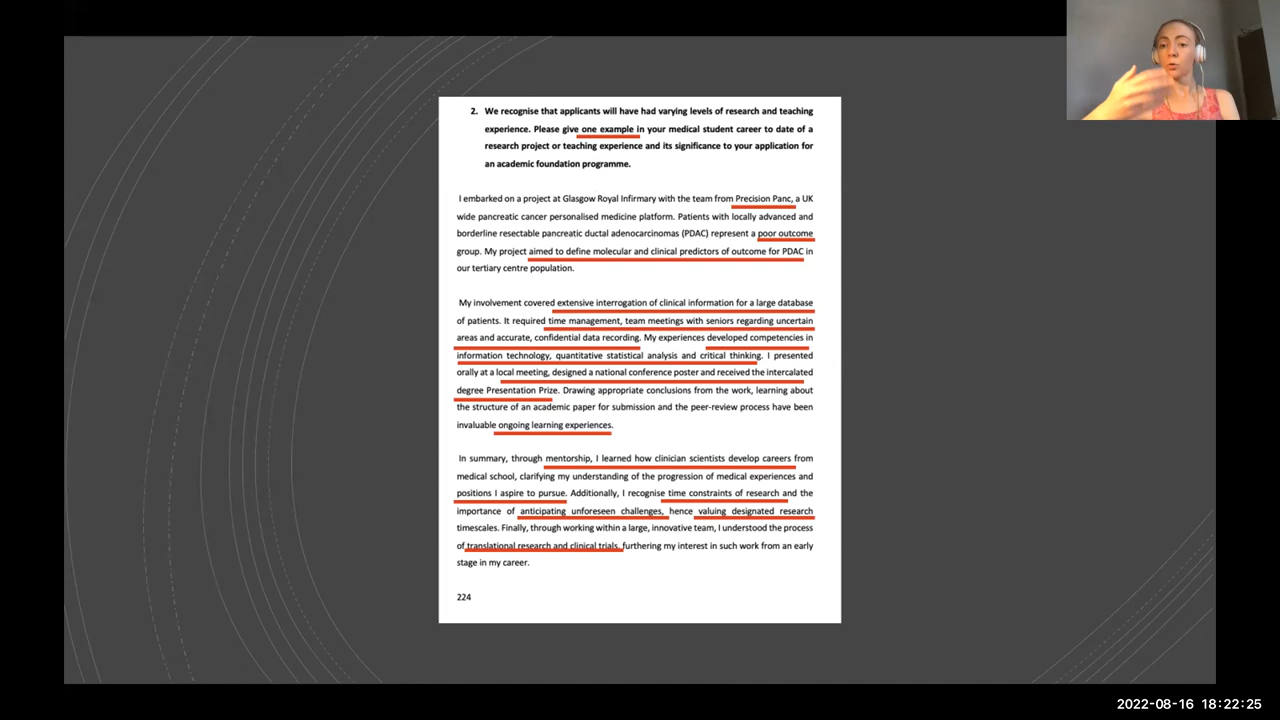 2. We recognise that applicants will have had varying levels of research and teaching
experience. Please give one example in your medical student career to date of a
research project or teaching experience and its significance to your application for
an academic foundation programme.
I embarked on a project at Glasgow Royal Infirmary with the team from Precision Panc, a UK
wide pancreatic cancer personalised medicine platform. Patients with locally advanced and
borderline resectable pancreatic ductal adenocarcinomas (PDAC) represent a poor outcome
group. My project aimed to define molecular and clinical predictors of outcome for PDAC in
our tertiary centre population.
My involvement covered extensive interrogation of clinical information for a large database
of patients. It required time management, team meetings with seniors regarding uncertain
areas and accurate, confidential data recording. My experiences developed competencies in
information technology, quantitative statistical analysis and critical thinking. I presented
orally at a local meeting, designed a national conference poster and received the intercalated
degree Presentation Prize. Drawing appropriate conclusions from the work, learning about
the structure of an academic paper for submission and the peer-review process have been
invaluable ongoing learning experiences.
In summary, through mentorship, I learned how clinician scientists develop careers from
medical school, clarifying my understanding of the progression of medical experiences and
positions I aspire to pursue. Additionally, I recognise time constraints of research and the
importance of anticipating unforeseen challenges, hence valuing designated research
timescales. Finally, through working within a large, innovative team, I understood the process
of translational research and clinical trials, furthering my interest in such work from an early
stage in my career.
224
2022-08-16 18:22:25